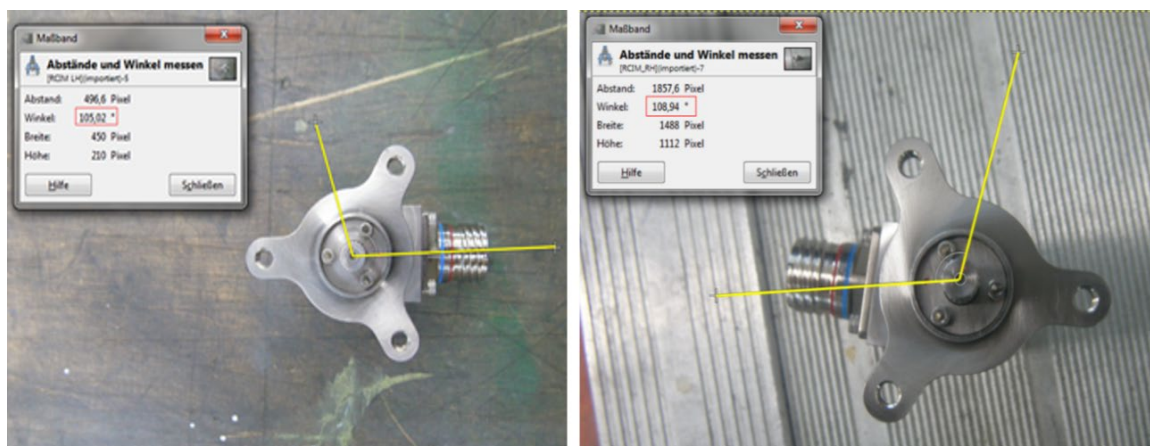 Maßband
Abstände und Winkel messen
[RCIM LH](importiert)-5
Abstand: 496,6 Pixel
Winkel: 105,02 °
Breite: 450 Pixel
Höhe: 210 Pixel
Hilfe Schließen
Maßband
Abstände und Winkel messen
[RCIM_RH](importiert)-7
Abstand: 1857,6 Pixel
Winkel: 108,94 °
Breite: 1488 Pixel
Höhe: 1112 Pixel
Hilfe Schließen